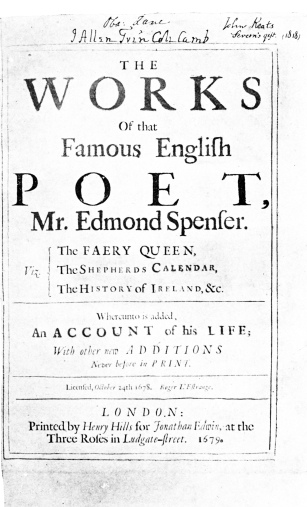 Obs: Jane
John Keats
J Allen Trin Coll Camb
Severn's gift. (1818)
THE
WORKS
Of that
Famous Engliſh
POET,
Mr. Edmond Spenſer.
The FAERY QUEEN,
Viz. The SHEPHERDS CALENDAR,
The HISTORY of IRELAND, &c.
Whereunto is added,
An ACCOUNT of his LIFE;
With other new ADDITIONS
Never before in PRINT.
Licenſed, October 24th 1678. Roger L'Eſtrange.
LONDON:
Printed by Henry Hills for Jonathan Edwin, at the
Three Roſes in Ludgate-ſtreet. 1679.